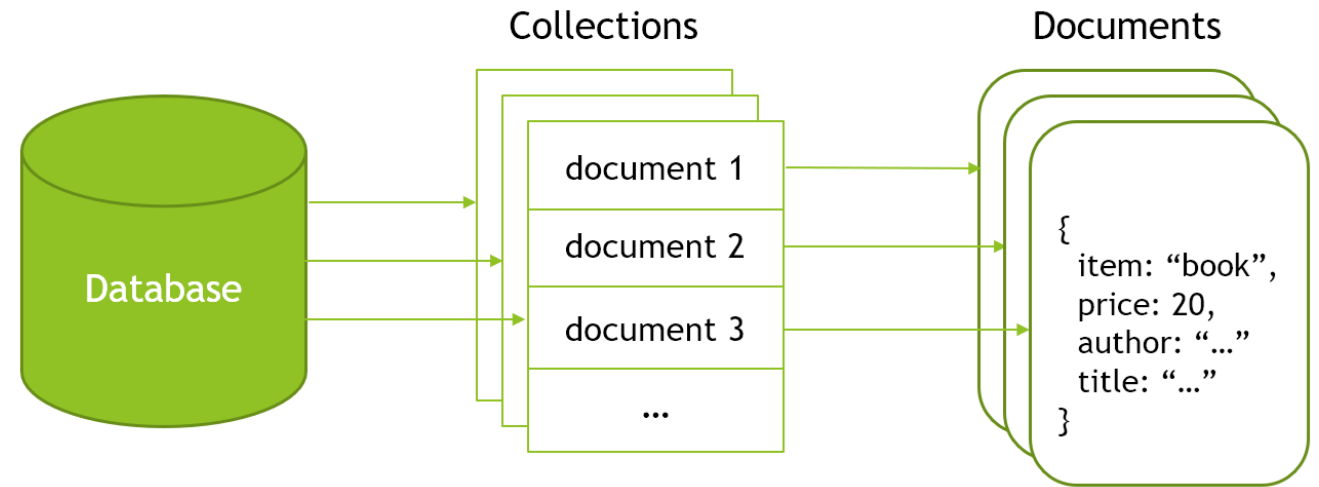 Collections
Documents
Database
document 1
document 2
document 3
...
{
item: “book”,
price: 20,
author: “…”
title: “…”
}